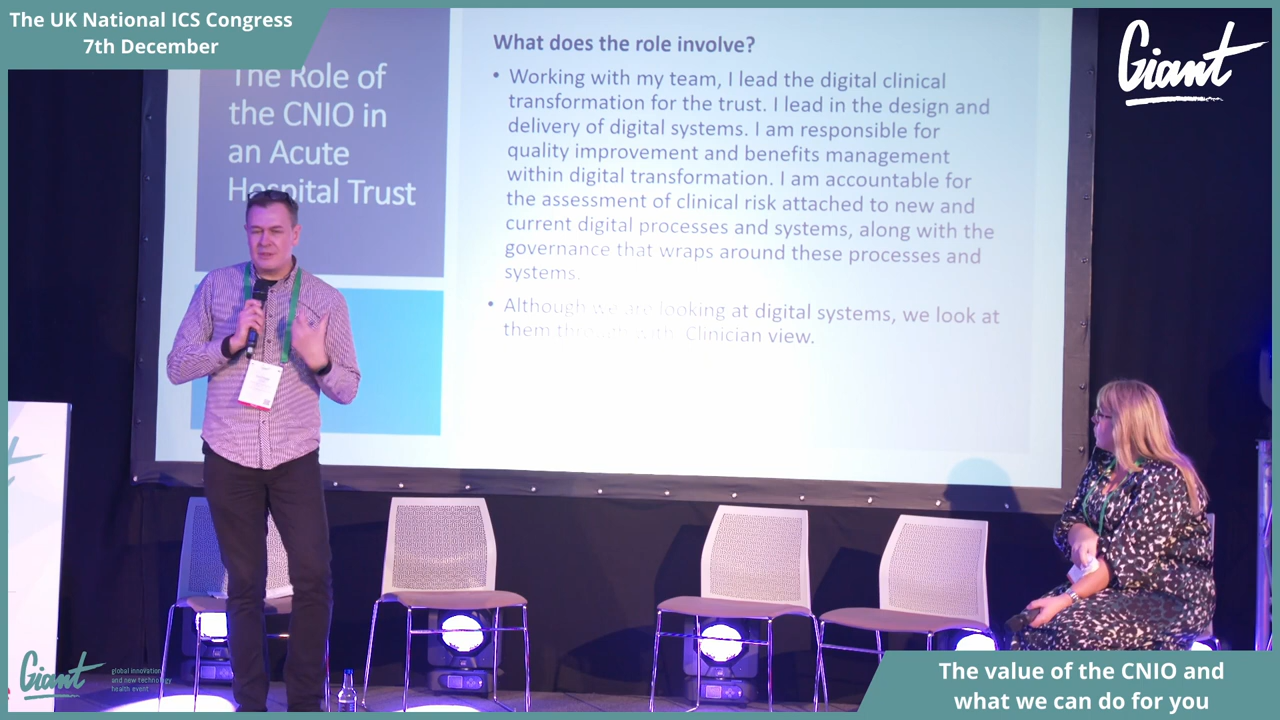 The UK National ICS Congress
7th December
Giant
The Role of
the CNIO in
an Acute
Hospital Trust
What does the role involve?
• Working with my team, I lead the digital clinical
transformation for the trust. I lead in the design and
delivery of digital systems. I am responsible for
quality improvement and benefits management
within digital transformation. I am accountable for
the assessment of clinical risk attached to new and
current digital processes and systems, along with the
governance that wraps around these processes and
systems.
• Although we are looking at digital systems, we look at
them through with Clinician view.
Giant
global innovation
and new technology
health event
The value of the CNIO and
what we can do for you